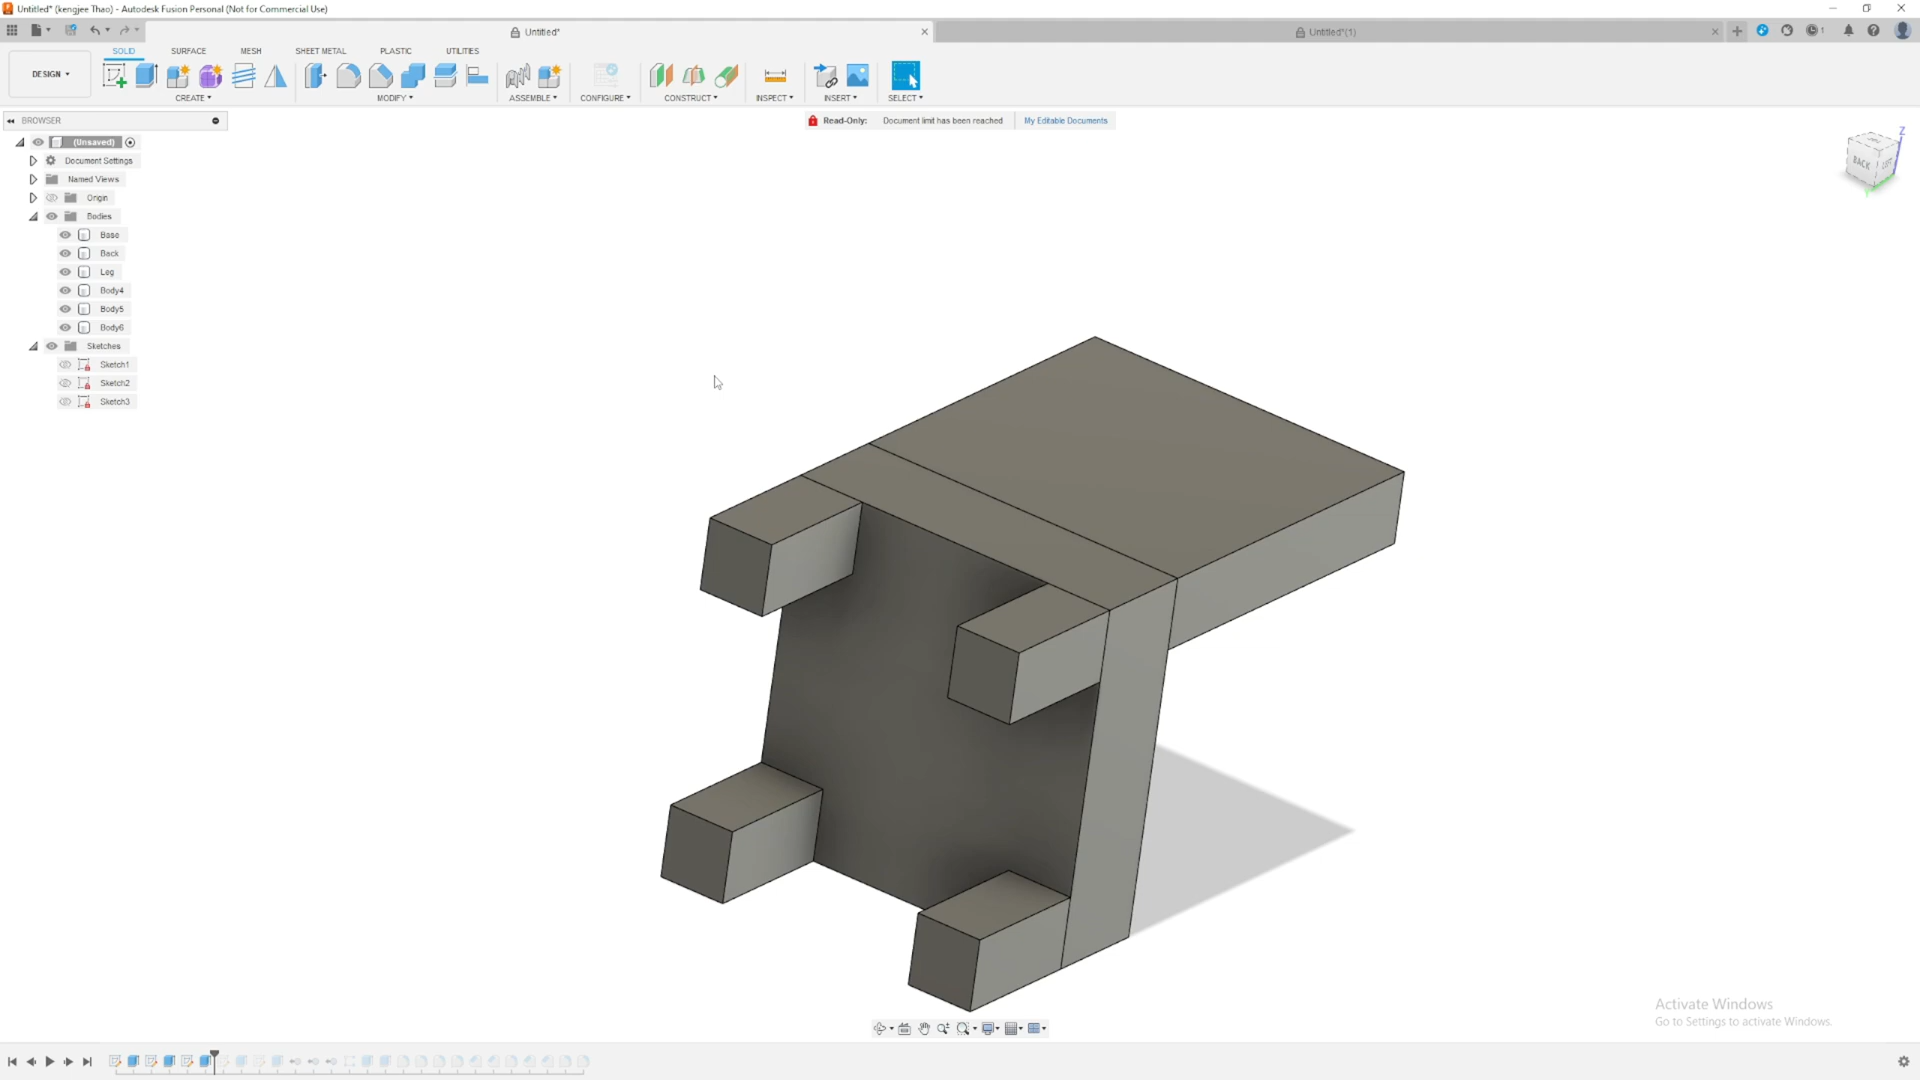 Untitled* (kengjee Thao) - Autodesk Fusion Personal (Not for Commercial Use)
Untitled*
Untitled*(1)
1
SOLID
SURFACE
MESH
SHEET METAL
PLASTIC
UTILITIES
DESIGN
CREATE
MODIFY
ASSEMBLE
CONFIGURE
CONSTRUCT
INSPECT
INSERT
SELECT
BROWSER
Read-Only: Document limit has been reached My Editable Documents
(Unsaved)
Document Settings
Named Views
Origin
Bodies
Base
Back
Leg
Body4
Body5
Body6
Sketches
Sketch1
Sketch2
Sketch3
Z
BACK
LEFT
Y
Activate Windows
Go to Settings to activate Windows.